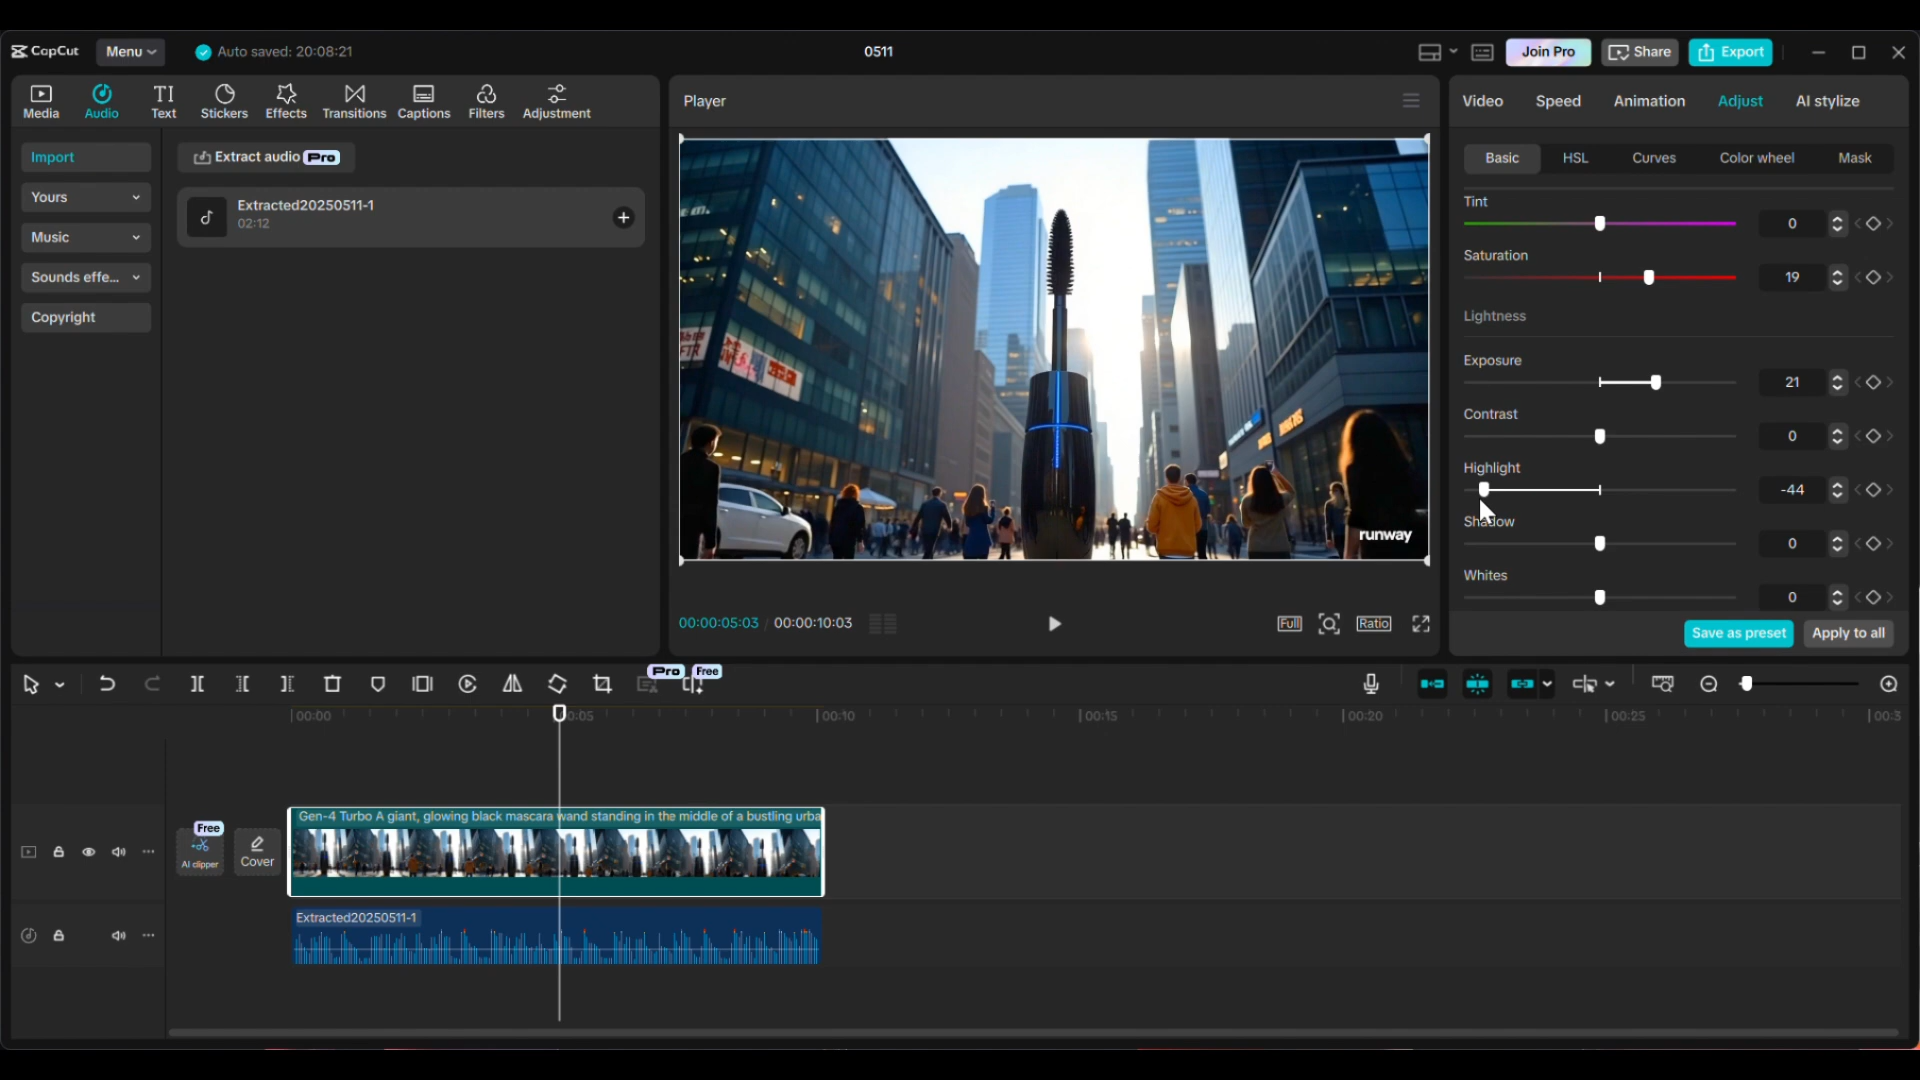 CapCut
Menu
Auto saved: 20:08:21
0511
Join Pro
Share
Export
Media
Audio
TI
Text
Stickers
Effects
Transitions
Captions
Filters
Adjustment
Import
Yours
Music
Sounds effe...
Copyright
Extract audio Pro
Extracted20250511-1
02:12
Player
runway
00:00:05:03 / 00:00:10:03
Full
Ratio
Video
Speed
Animation
Adjust
AI stylize
Basic
HSL
Curves
Color wheel
Mask
Tint
0
Saturation
19
Lightness
Exposure
21
Contrast
0
Highlight
-44
Shadow
0
Whites
0
Save as preset
Apply to all
Pro
Free
00:00
00:05
00:10
00:15
00:20
00:25
00:3
Free
AI clipper
Cover
Gen-4 Turbo A giant, glowing black mascara wand standing in the middle of a bustling urba
Extracted20250511-1